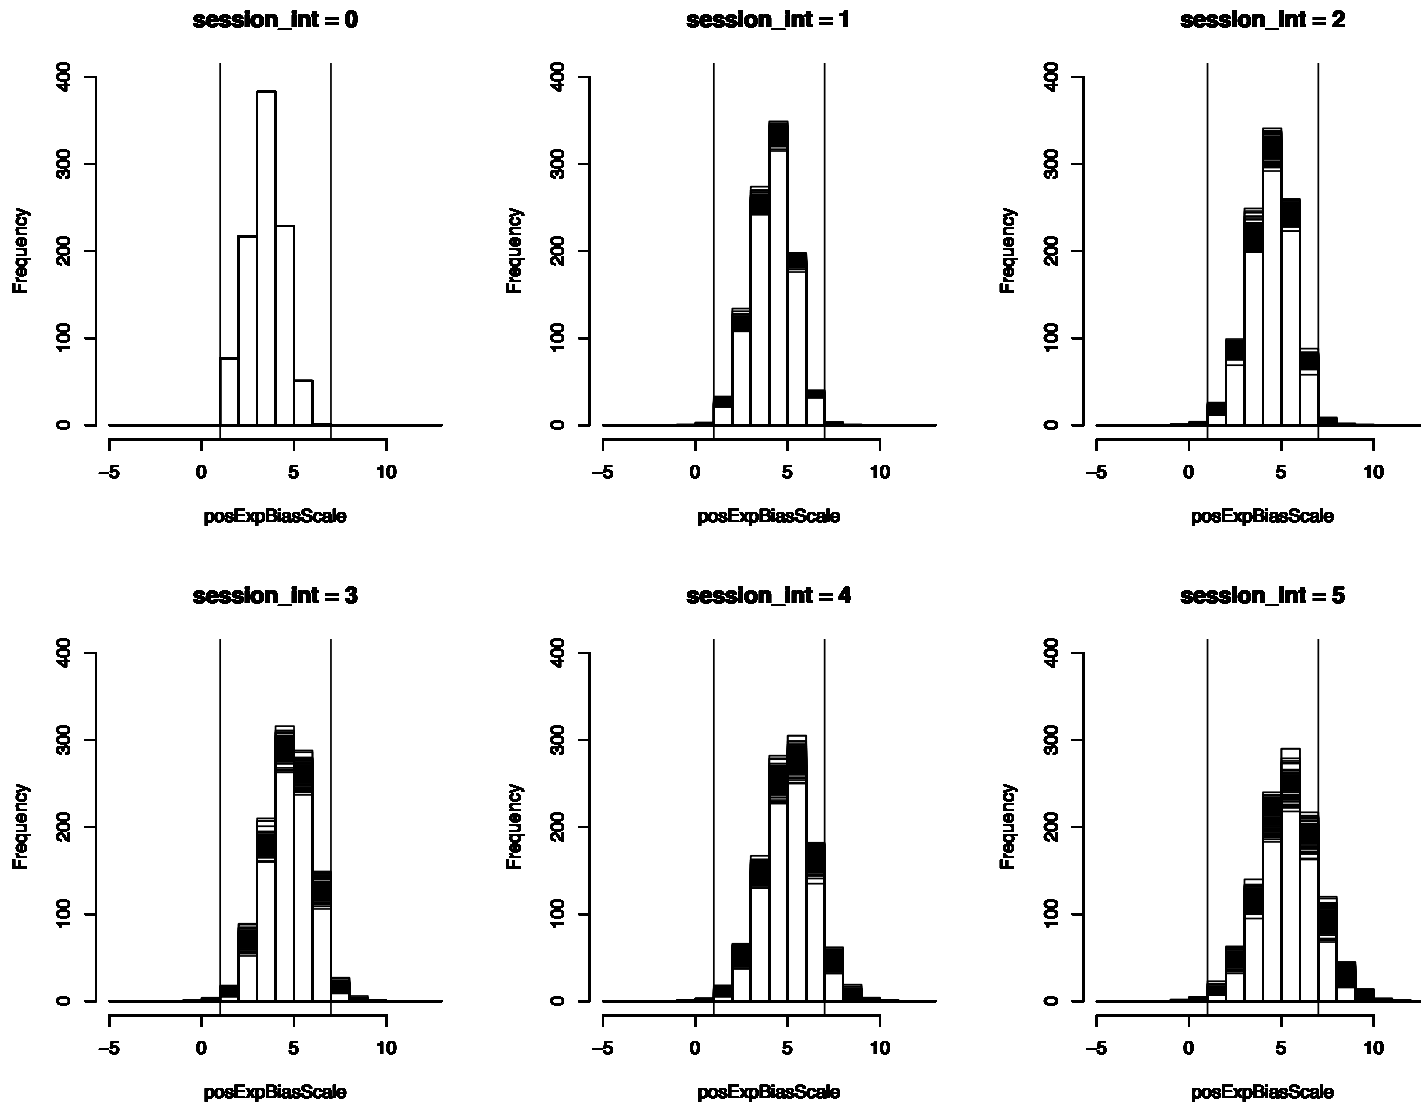 session_int = 0
400
300
200
100
0
Frequency
−5 0 5 10
posExpBiasScale
session_int = 1
400
300
200
100
0
Frequency
−5 0 5 10
posExpBiasScale
session_int = 2
400
300
200
100
0
Frequency
−5 0 5 10
posExpBiasScale
session_int = 3
400
300
200
100
0
Frequency
−5 0 5 10
posExpBiasScale
session_int = 4
400
300
200
100
0
Frequency
−5 0 5 10
posExpBiasScale
session_int = 5
400
300
200
100
0
Frequency
−5 0 5 10
posExpBiasScale